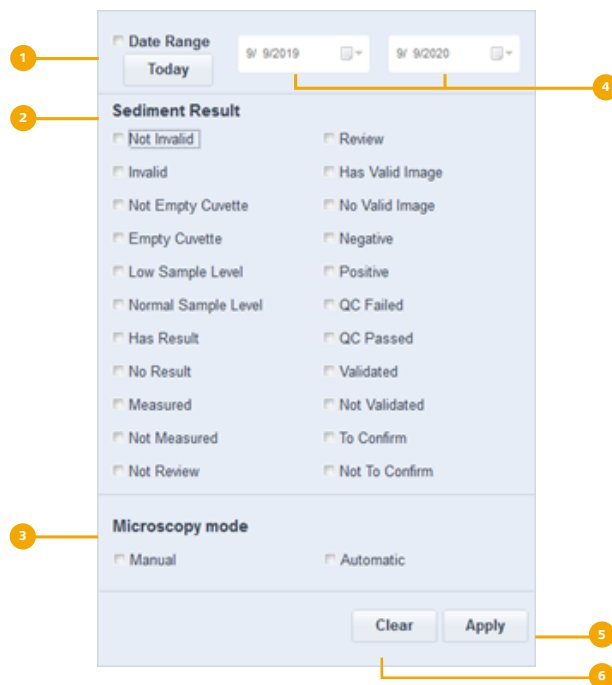 Date Range
9/ 9/2019
9/ 9/2020
1
Today
4
2
Sediment Result
Not Invalid
Review
Invalid
Has Valid Image
Not Empty Cuvette
No Valid Image
Empty Cuvette
Negative
Low Sample Level
Positive
Normal Sample Level
QC Failed
Has Result
QC Passed
No Result
Validated
Measured
Not Validated
Not Measured
To Confirm
Not Review
Not To Confirm
3
Microscopy mode
Manual
Automatic
Clear
Apply
5
6